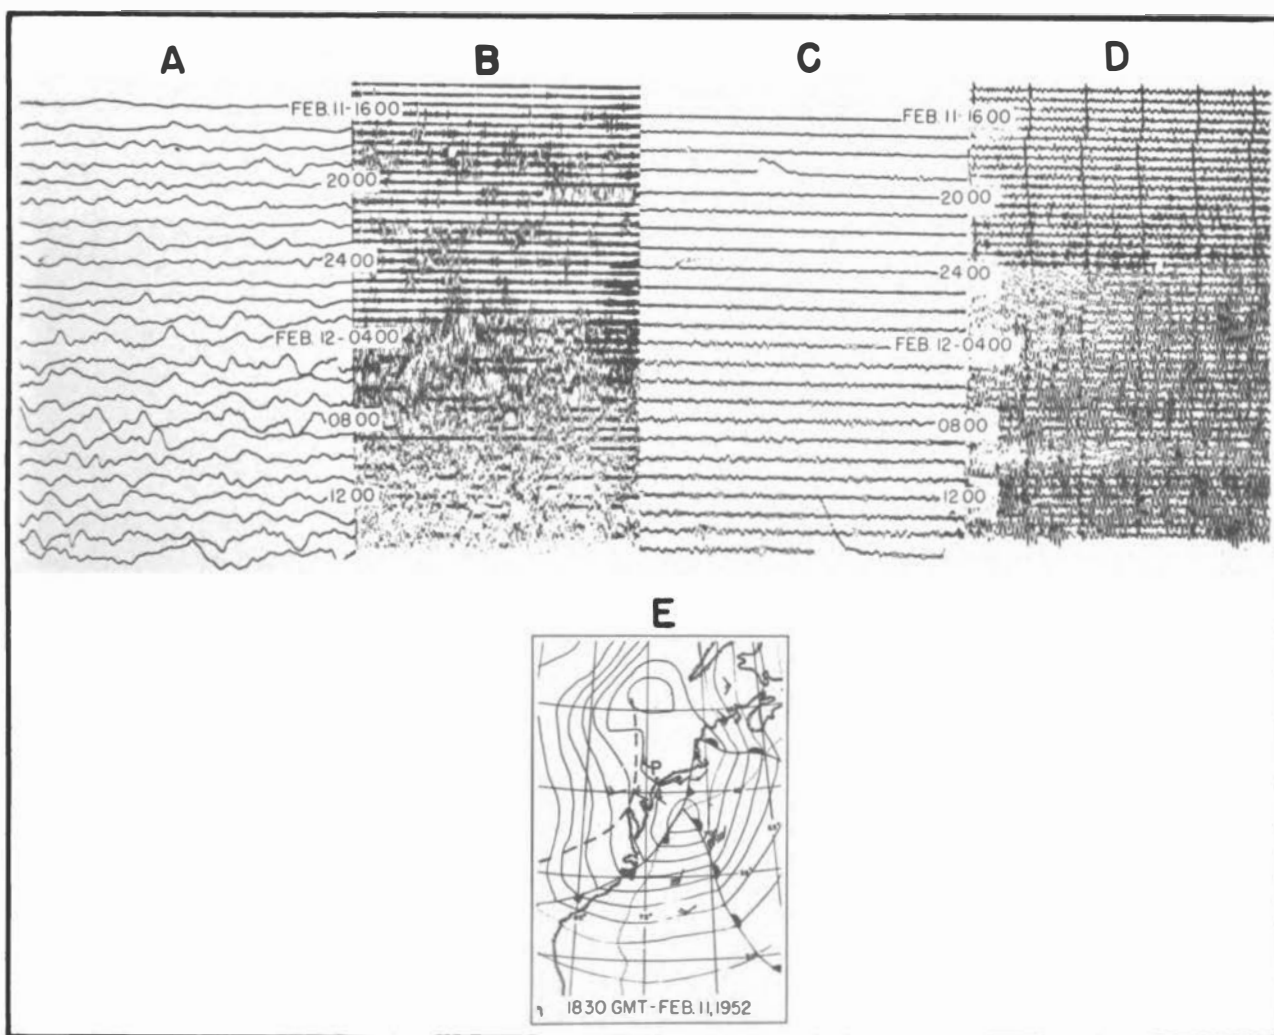 A B C D
FEB. 11-16 00 FEB. 11-16 00
20 00 20 00
24 00 24 00
FEB. 12-04 00 FEB. 12-04 00
08 00 08 00
12 00 12 00
E
P
1830 GMT-FEB. 11, 1952